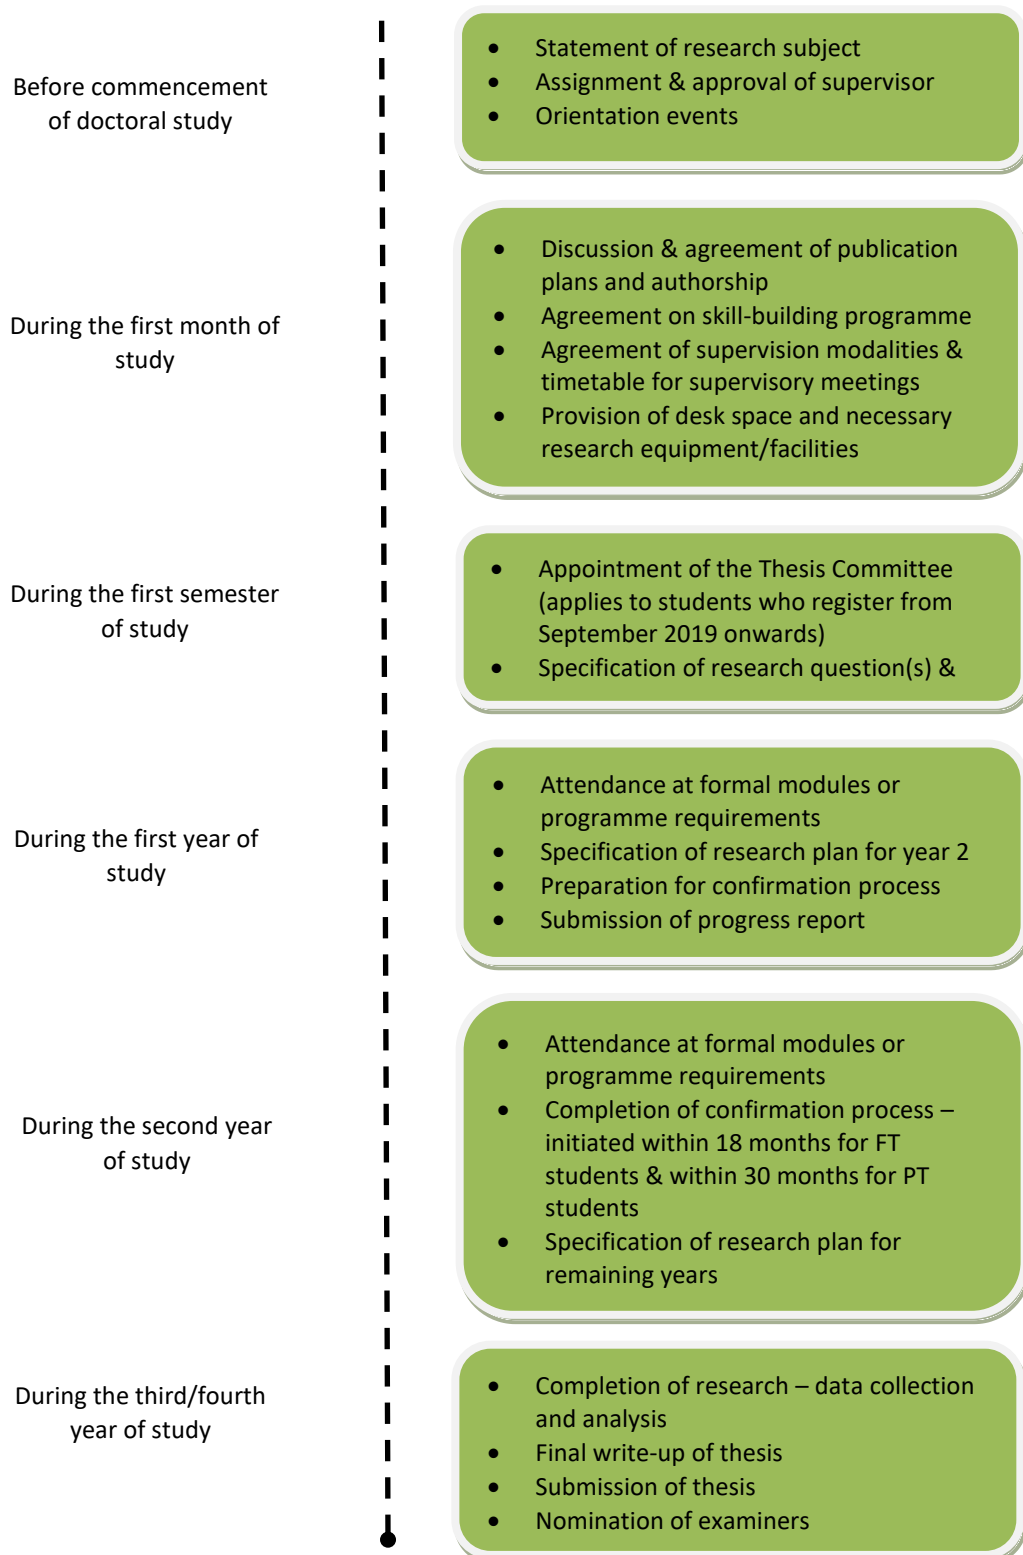 Before commencement
of doctoral study
• Statement of research subject
• Assignment & approval of supervisor
• Orientation events
During the first month of
study
• Discussion & agreement of publication
plans and authorship
• Agreement on skill-building programme
• Agreement of supervision modalities &
timetable for supervisory meetings
• Provision of desk space and necessary
research equipment/facilities
During the first semester
of study
• Appointment of the Thesis Committee
(applies to students who register from
September 2019 onwards)
• Specification of research question(s) &
During the first year of
study
• Attendance at formal modules or
programme requirements
• Specification of research plan for year 2
• Preparation for confirmation process
• Submission of progress report
During the second year
of study
• Attendance at formal modules or
programme requirements
• Completion of confirmation process –
initiated within 18 months for FT
students & within 30 months for PT
students
• Specification of research plan for
remaining years
During the third/fourth
year of study
• Completion of research – data collection
and analysis
• Final write-up of thesis
• Submission of thesis
• Nomination of examiners